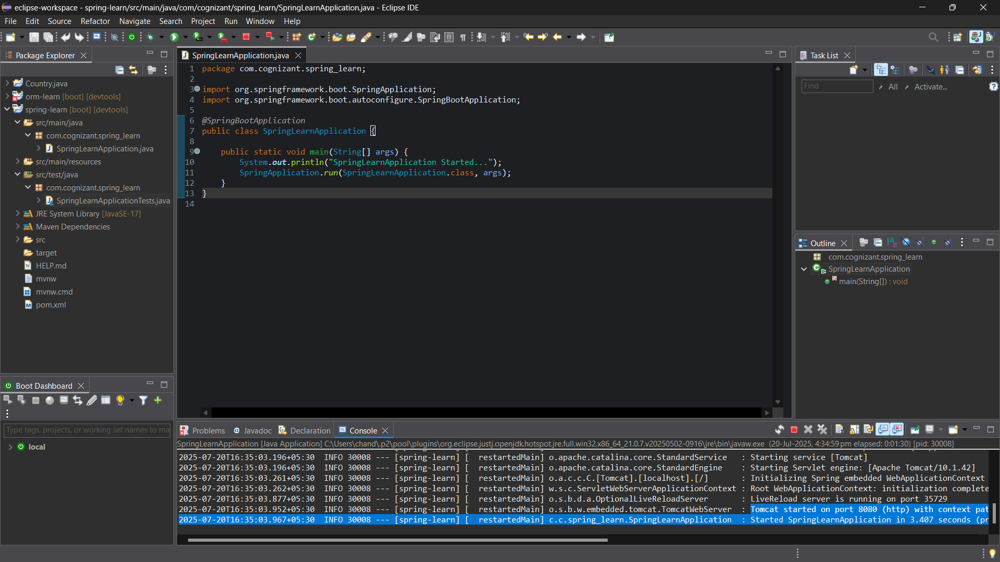 eclipse-workspace - spring-learn/src/main/java/com/cognizant/spring_learn/SpringLearnApplication.java - Eclipse IDE
File Edit Source Refactor Navigate Search Project Run Window Help
Package Explorer
Country.java
orm-learn [boot] [devtools]
spring-learn [boot] [devtools]
src/main/java
com.cognizant.spring_learn
SpringLearnApplication.java
src/main/resources
src/test/java
com.cognizant.spring_learn
SpringLearnApplicationTests.java
JRE System Library [JavaSE-17]
Maven Dependencies
src
target
HELP.md
mvnw
mvnw.cmd
pom.xml
Boot Dashboard
Type tags, projects, or working set names to ma
local
SpringLearnApplication.java
1 package com.cognizant.spring_learn;
2
3 import org.springframework.boot.SpringApplication;
4 import org.springframework.boot.autoconfigure.SpringBootApplication;
5
6 @SpringBootApplication
7 public class SpringLearnApplication {
8
9 public static void main(String[] args) {
10 System.out.println("SpringLearnApplication Started...");
11 SpringApplication.run(SpringLearnApplication.class, args);
12 }
13 }
14
Task List
Find All Activate...
Outline
com.cognizant.spring_learn
SpringLearnApplication
main(String[]) : void
Problems @ Javadoc Declaration Console
SpringLearnApplication [Java Application] C:\Users\chand\.p2\pool\plugins\org.eclipse.justj.openjdk.hotspot.jre.full.win32.x86_64_21.0.7.v20250502-0916\jre\bin\javaw.exe (20-Jul-2025, 4:34:59 pm elapsed: 0:01:30) [pid: 30008]
2025-07-20T16:35:03.196+05:30 INFO 30008 --- [spring-learn] [ restartedMain] o.apache.catalina.core.StandardService : Starting service [Tomcat]
2025-07-20T16:35:03.196+05:30 INFO 30008 --- [spring-learn] [ restartedMain] o.apache.catalina.core.StandardEngine : Starting Servlet engine: [Apache Tomcat/10.1.42]
2025-07-20T16:35:03.261+05:30 INFO 30008 --- [spring-learn] [ restartedMain] o.a.c.c.C.[Tomcat].[localhost].[/] : Initializing Spring embedded WebApplicationContext
2025-07-20T16:35:03.262+05:30 INFO 30008 --- [spring-learn] [ restartedMain] w.s.c.ServletWebServerApplicationContext : Root WebApplicationContext: initialization complete
2025-07-20T16:35:03.877+05:30 INFO 30008 --- [spring-learn] [ restartedMain] o.s.b.d.a.OptionalLiveReloadServer : LiveReload server is running on port 35729
2025-07-20T16:35:03.952+05:30 INFO 30008 --- [spring-learn] [ restartedMain] o.s.b.w.embedded.tomcat.TomcatWebServer : Tomcat started on port 8080 (http) with context pat
2025-07-20T16:35:03.967+05:30 INFO 30008 --- [spring-learn] [ restartedMain] c.c.spring_learn.SpringLearnApplication : Started SpringLearnApplication in 3.407 seconds (pr